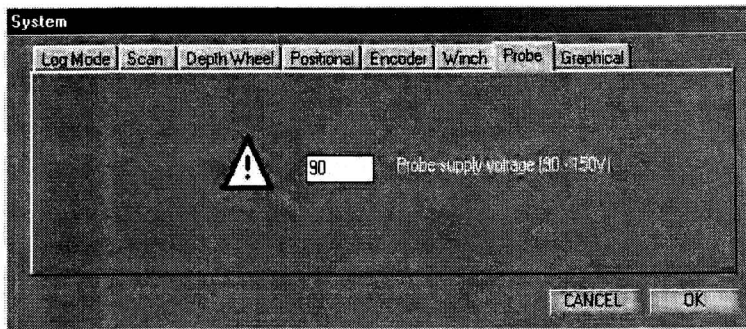 System
Log Mode Scan Depth Wheel Positional Encoder Winch Probe Graphical
90 Probe supply voltage (90 - 150V)
CANCEL OK